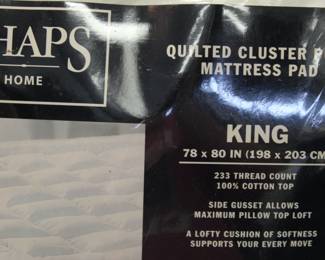 HAPS
HOME
QUILTED CLUSTER
MATTRESS PAD
KING
78 x 80 IN (198 x 203 CM
233 THREAD COUNT
100% COTTON TOP
SIDE GUSSET ALLOWS
MAXIMUM PILLOW TOP LOFT
A LOFTY CUSHION OF SOFTNESS
SUPPORTS YOUR EVERY MOVE